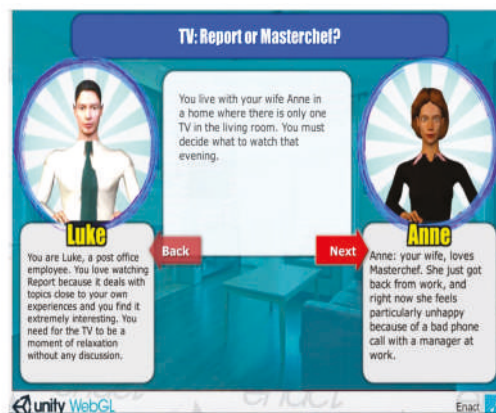 TV: Report or Masterchef?
You live with your wife Anne in
a home where there is only one
TV in the living room. You must
decide what to watch that
evening.
Luke
Back
Next
Anne
You are Luke, a post office
employee. You love watching
Report because it deals with
topics close to your own
experiences and you find it
extremely interesting. You
need for the TV to be a
moment of relaxation
without any discussion.
Anne: your wife, loves
Masterchef. She just got
back from work, and
right now she feels
particularly unhappy
because of a bad phone
call with a manager at
work.
unity WebGL
Enact